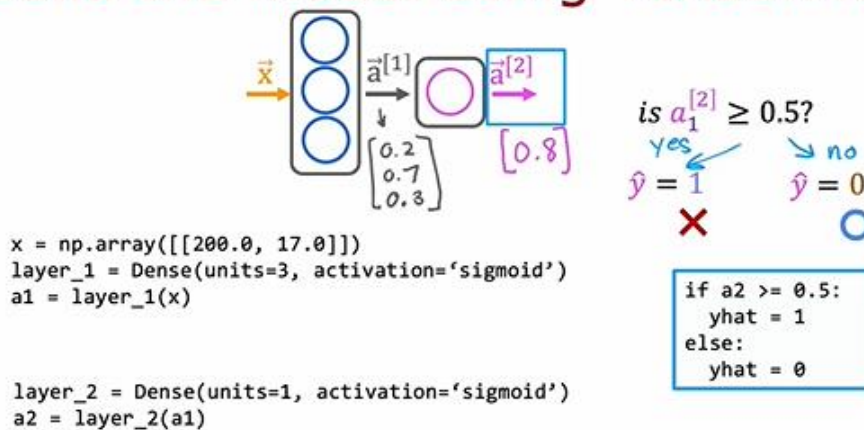 x⃗
a⃗[1]
a⃗[2]
[0.2
0.7
0.3]
[0.8]
is a₁[2] ≥ 0.5?
yes
no
ŷ = 1
ŷ = 0
x = np.array([[200.0, 17.0]])
layer_1 = Dense(units=3, activation=‘sigmoid’)
a1 = layer_1(x)
layer_2 = Dense(units=1, activation=‘sigmoid’)
a2 = layer_2(a1)
if a2 >= 0.5:
yhat = 1
else:
yhat = 0